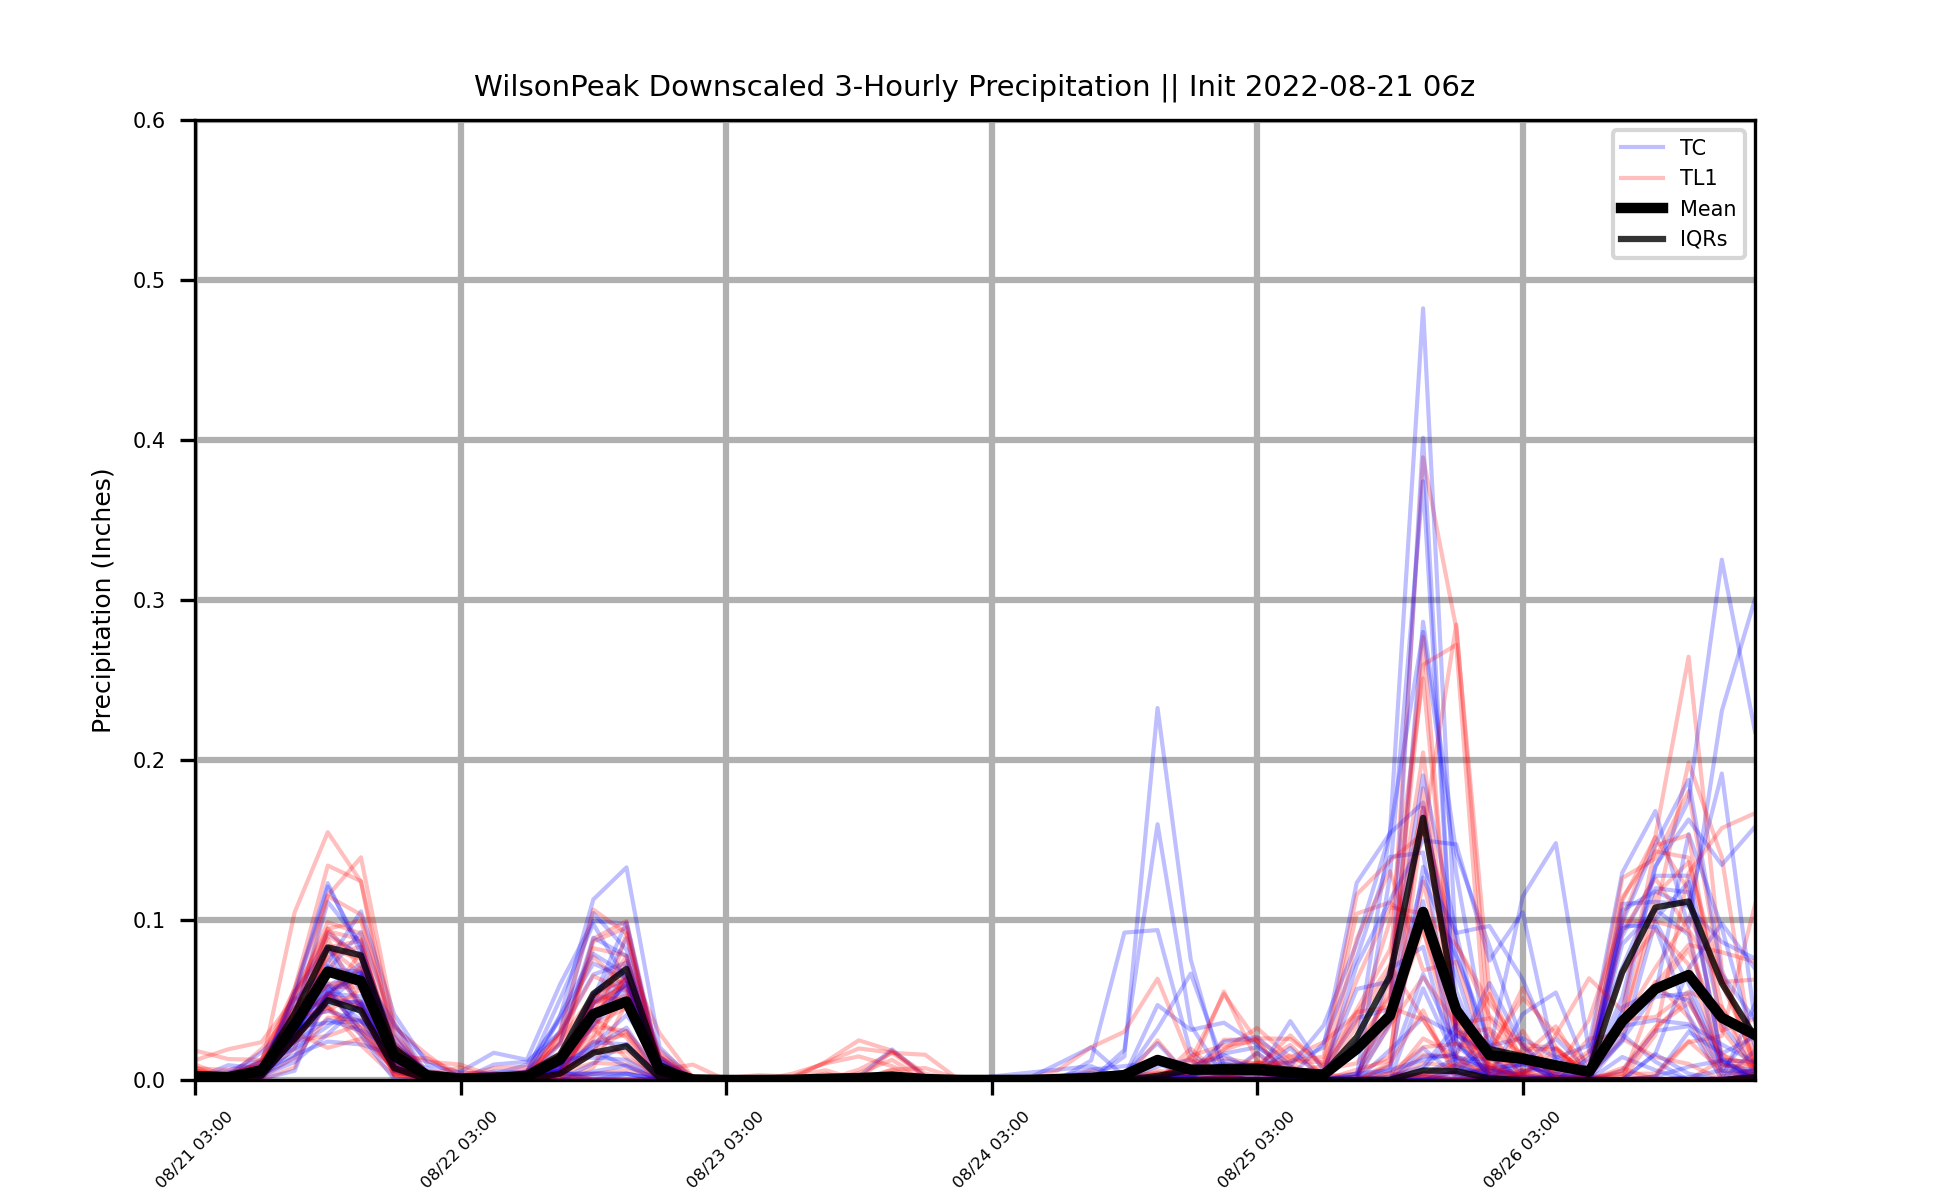 WilsonPeak Downscaled 3-Hourly Precipitation || Init 2022-08-21 06z
Precipitation (Inches)
0.6
0.5
0.4
0.3
0.2
0.1
0.0
TC
TL1
Mean
IQRs
08/21 03:00
08/22 03:00
08/23 03:00
08/24 03:00
08/25 03:00
08/26 03:00